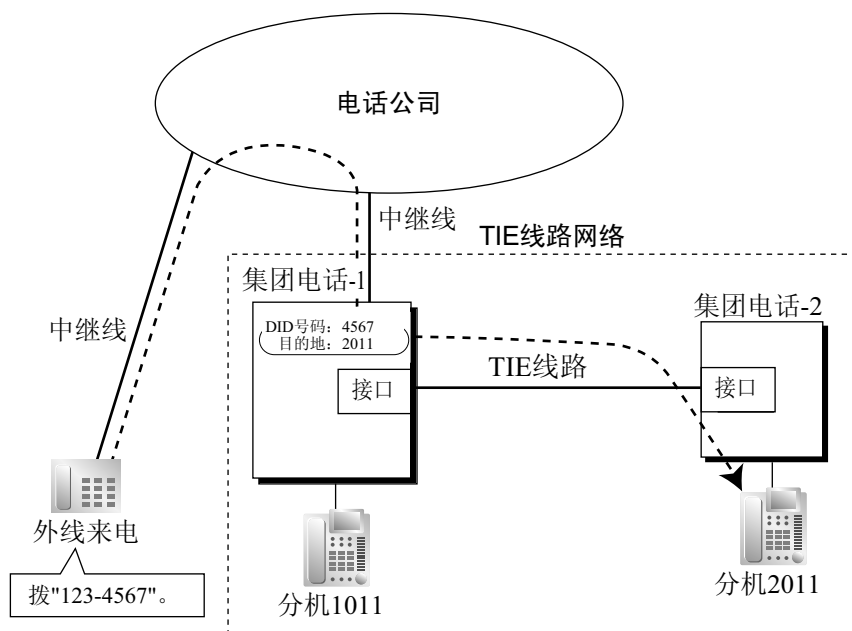 电话公司
中继线
TIE线路网络
集团电话-1
集团电话-2
中继线
DID号码：4567
目的地：2011
TIE线路
接口
接口
外线来电
拨"123-4567"。
分机1011
分机2011